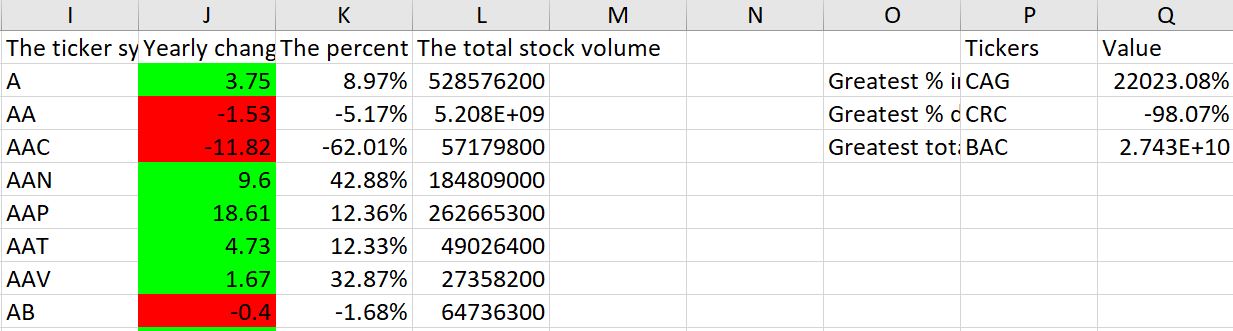 I J K L M N O P Q
The ticker sy Yearly chang The percent The total stock volume Tickers Value
A 3.75 8.97% 528576200 Greatest % i CAG 22023.08%
AA -1.53 -5.17% 5.208E+09 Greatest % d CRC -98.07%
AAC -11.82 -62.01% 57179800 Greatest tota BAC 2.743E+10
AAN 9.6 42.88% 184809000
AAP 18.61 12.36% 262665300
AAT 4.73 12.33% 49026400
AAV 1.67 32.87% 27358200
AB -0.4 -1.68% 64736300